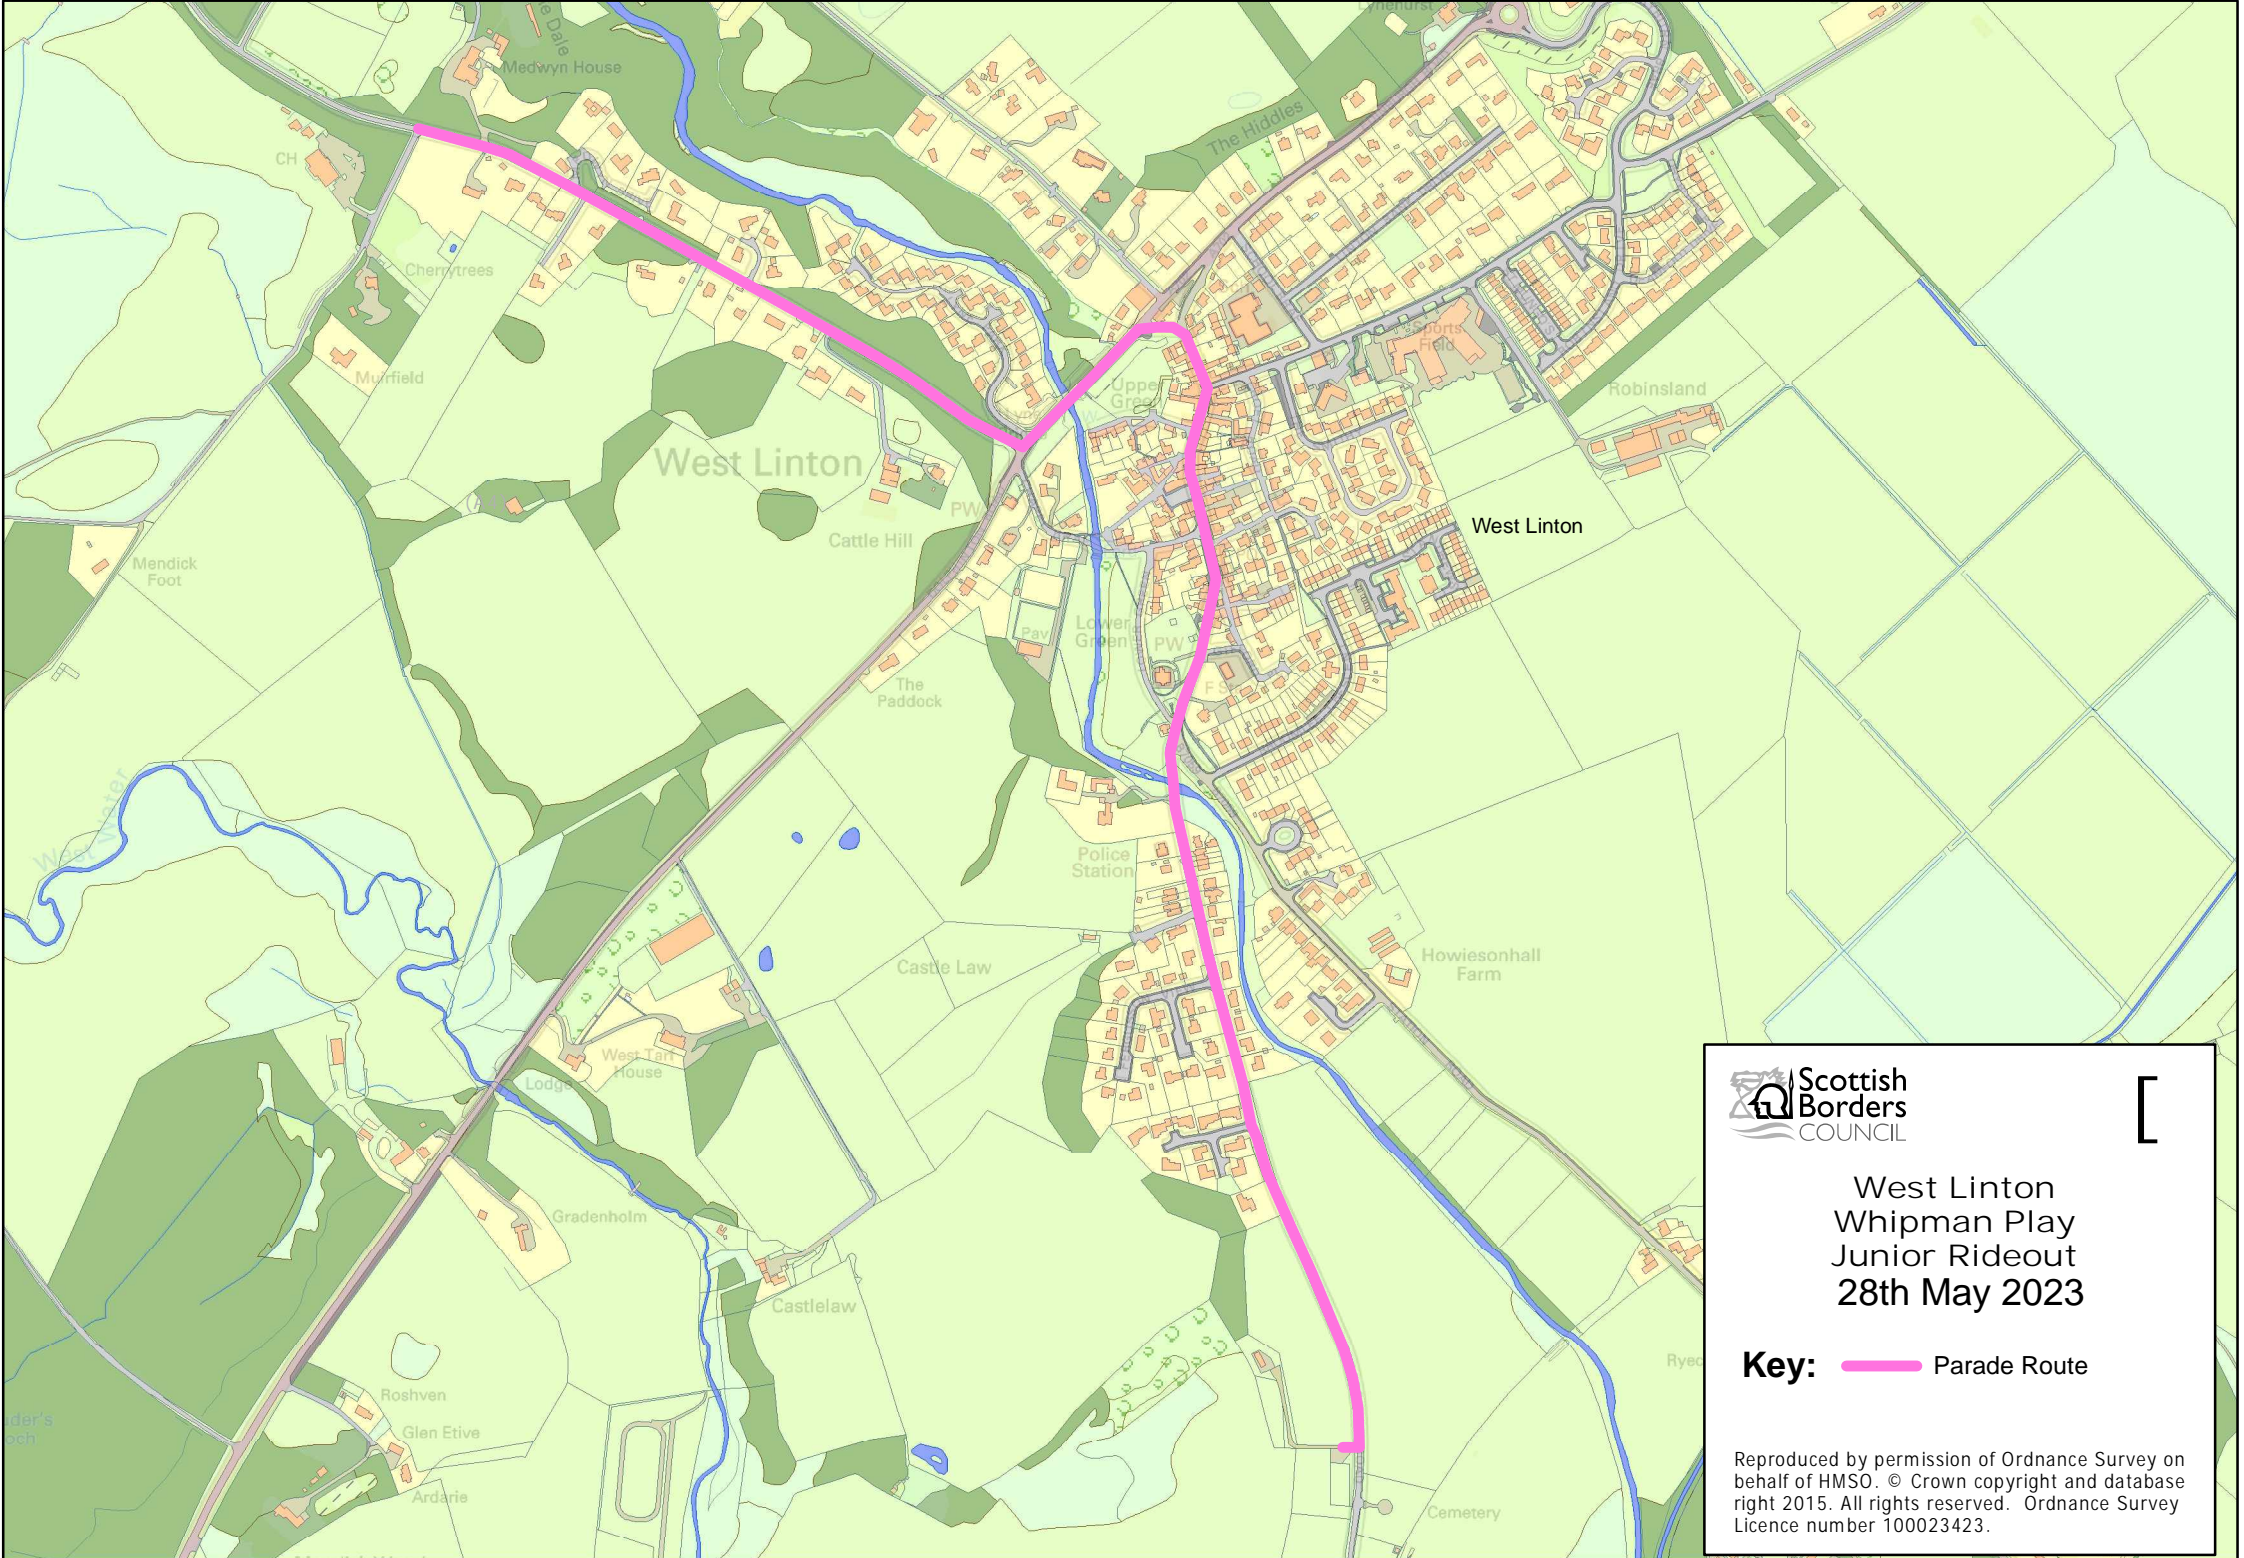 Lynehurst
Medwyn House
The Hiddles
CH
Cherrytrees
Muirfield
Sports
Field
Robinsland
Upper
Green
West Linton
PW
Cattle Hill
West Linton
Mendick
Foot
Pav
Lower
Green
PW
The
Paddock
West Water
Police
Station
Castle Law
Howiesonhall
Farm
STATION ROAD
West Tarf
House
Lodge
Gradenholm
Castlelaw
Roshven
Glen Etive
Ardarie
Cemetery
Scottish
Borders
COUNCIL
[
West Linton
Whipman Play
Junior Rideout
28th May 2023
Key: Parade Route
Reproduced by permission of Ordnance Survey on
behalf of HMSO. © Crown copyright and database
right 2015. All rights reserved. Ordnance Survey
Licence number 100023423.